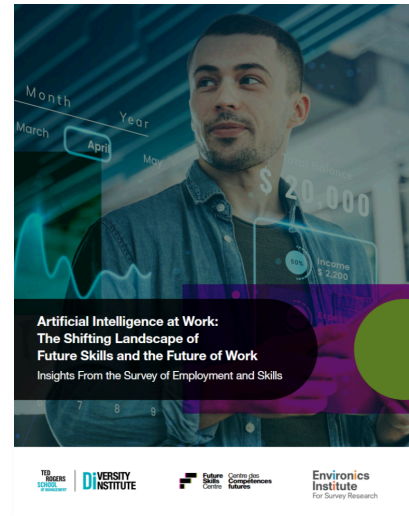 Month
Year
March
April
May
Balance
$ 20,000
50%
Income
$ 2,200
Artificial Intelligence at Work:
The Shifting Landscape of
Future Skills and the Future of Work
Insights From the Survey of Employment and Skills
7 8 9
TED
ROGERS
SCHOOL
OF MANAGEMENT
DiVERSITY
INSTITUTE
Future
Skills
Centre
Centre des
Compétences
futures
Environics
Institute
For Survey Research